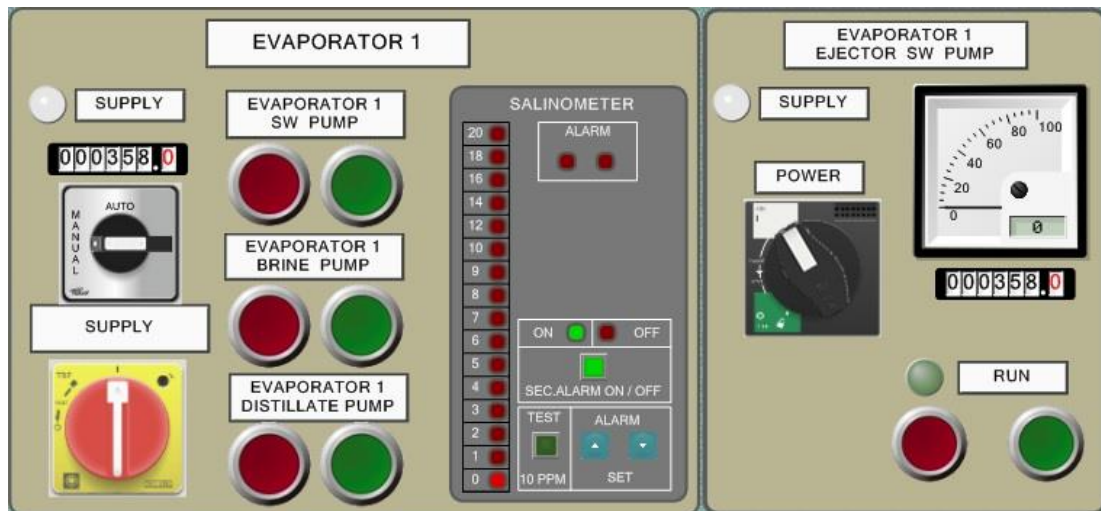 EVAPORATOR 1
SUPPLY
000358.0
MANUAL
AUTO
SUPPLY
EVAPORATOR 1
SW PUMP
EVAPORATOR 1
BRINE PUMP
EVAPORATOR 1
DISTILLATE PUMP
SALINOMETER
20
18
16
14
12
10
9
8
7
6
5
4
3
2
1
0
ALARM
ON OFF
SEC.ALARM ON / OFF
TEST
10 PPM
ALARM
SET
EVAPORATOR 1
EJECTOR SW PUMP
SUPPLY
POWER
0 20 40 60 80 100
0
000358.0
RUN